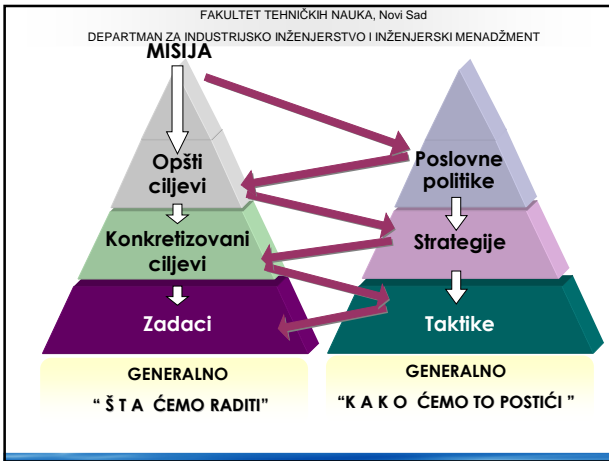 FAKULTET TEHNIČKIH NAUKA, Novi Sad
DEPARTMAN ZA INDUSTRIJSKO INŽENJERSTVO I INŽENJERSKI MENADŽMENT
MISIJA
Opšti
ciljevi
Konkretizovani
ciljevi
Zadaci
Poslovne
politike
Strategije
Taktike
GENERALNO
“ Š T A ĆEMO RADITI”
GENERALNO
“K A K O ĆEMO TO POSTIĆI ”